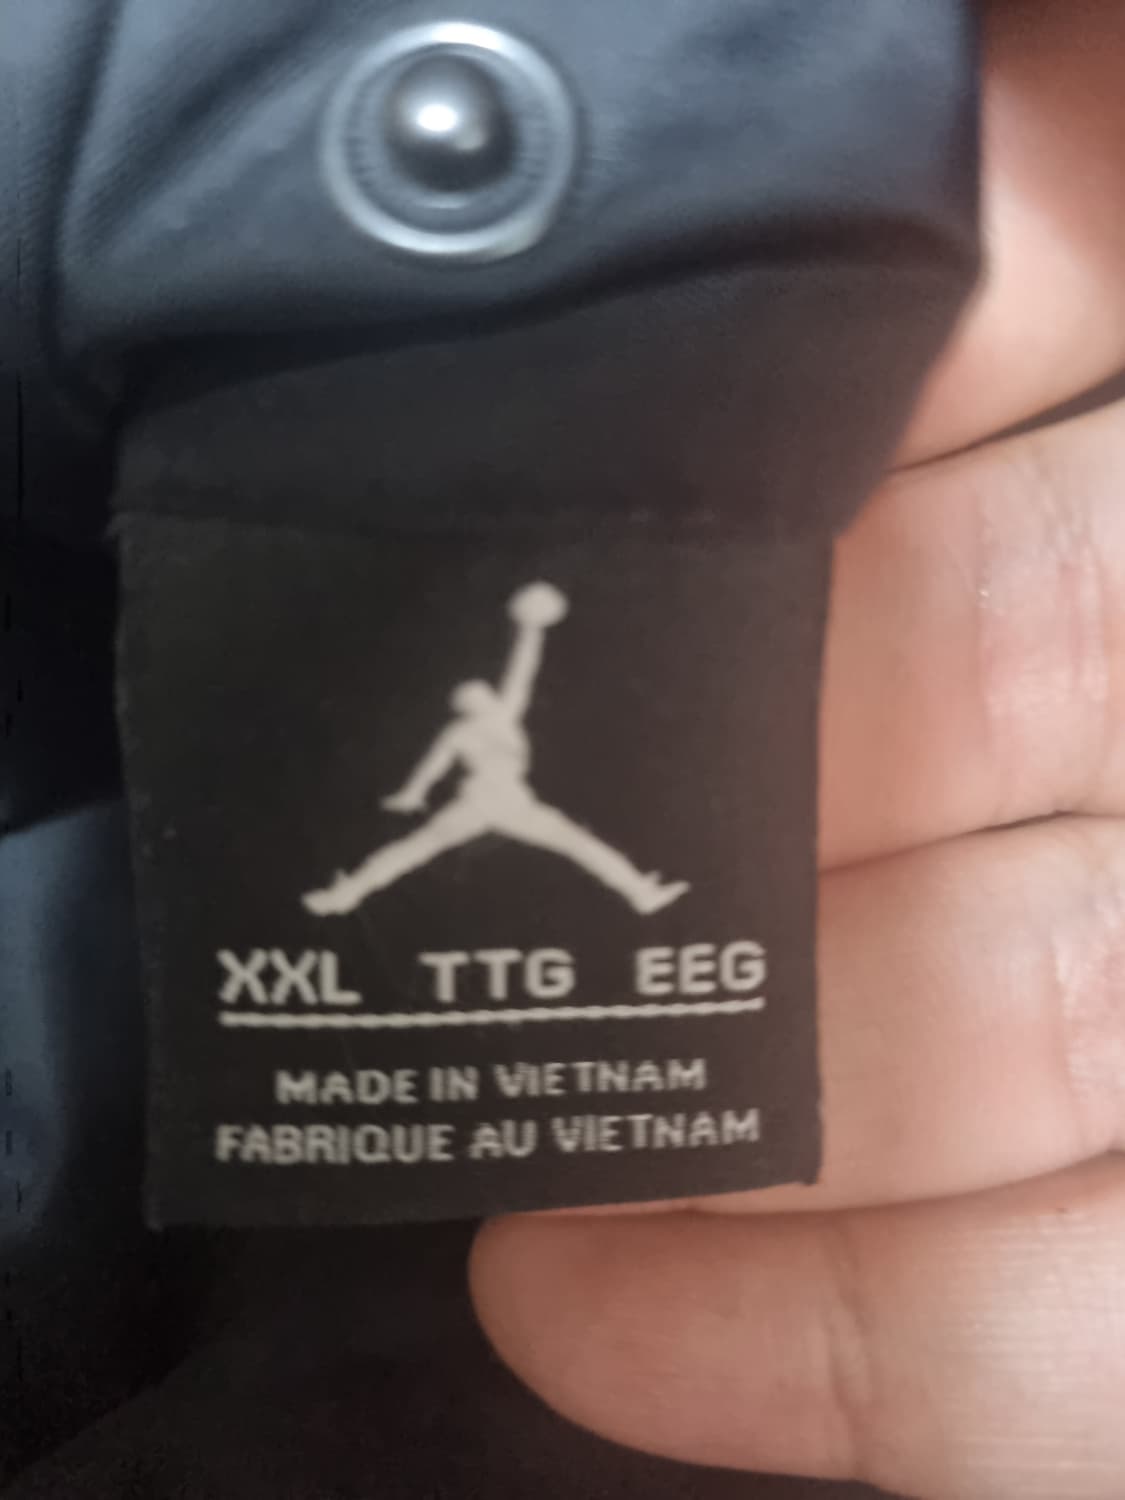 XXL TTG EEG
MADE IN VIETNAM
FABRIQUE AU VIETNAM